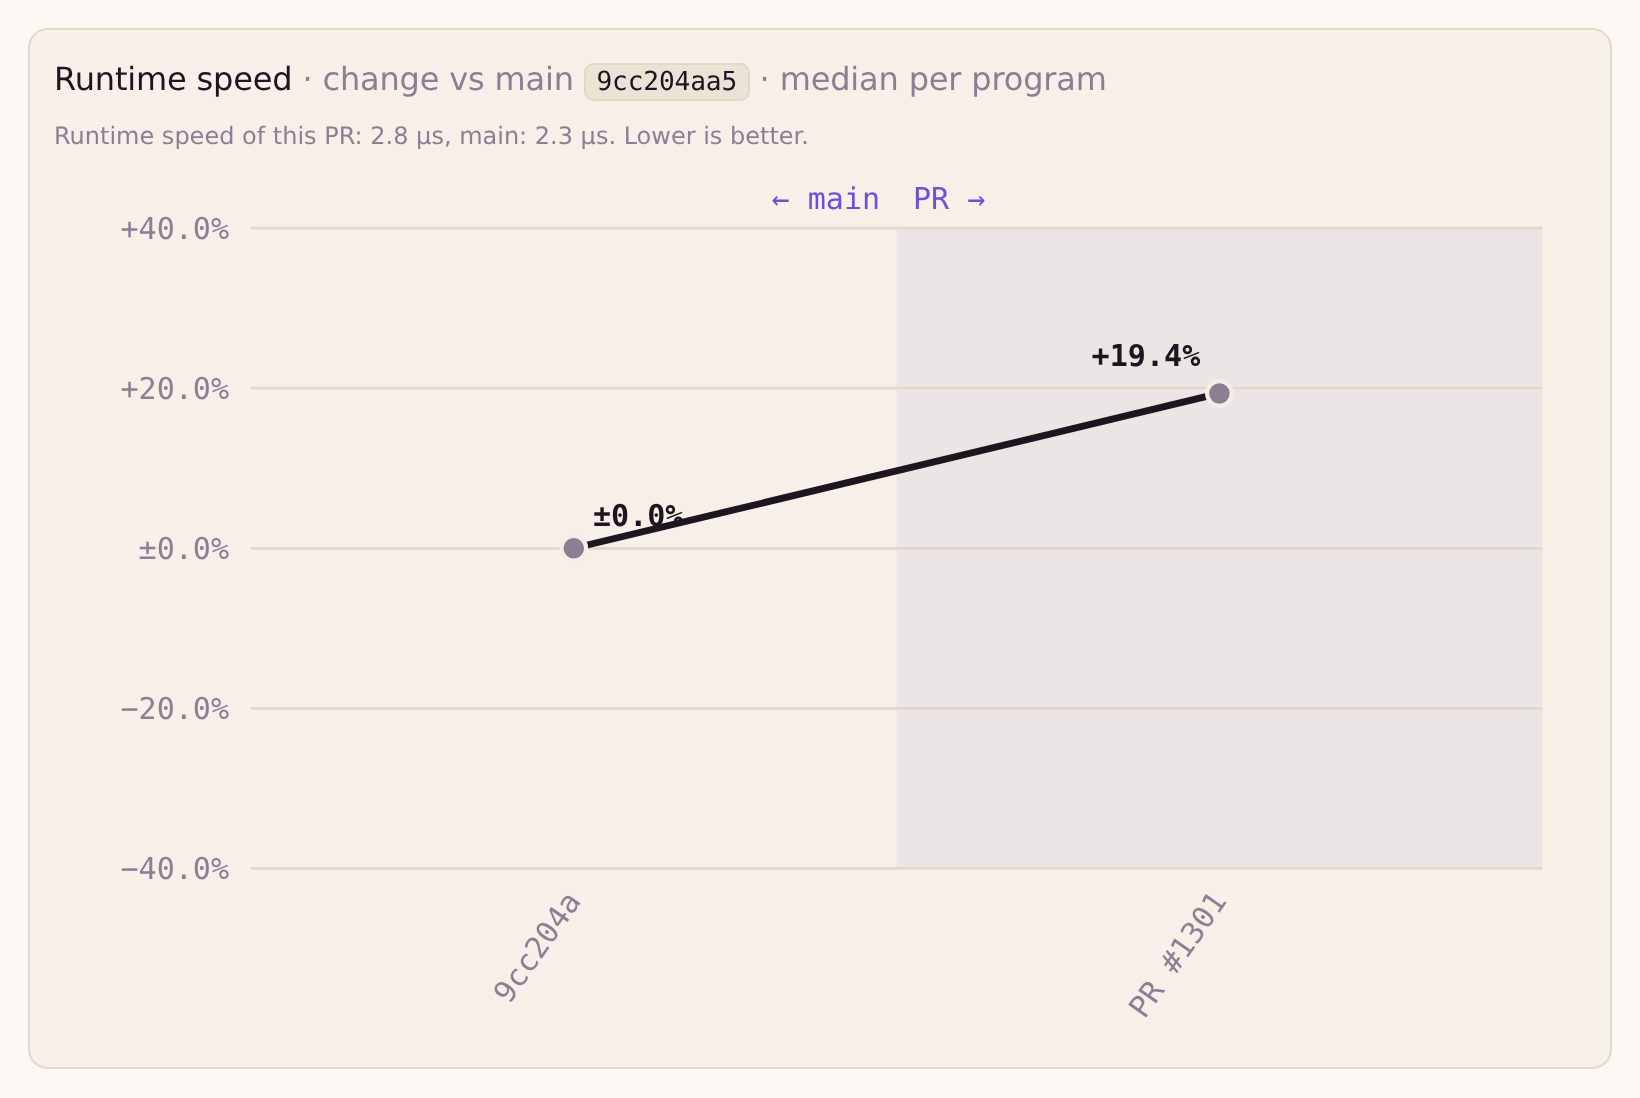 Runtime speed · change vs main 9cc204aa5 · median per program
Runtime speed of this PR: 2.8 µs, main: 2.3 µs. Lower is better.
← main PR →
+40.0%
+19.4%
+20.0%
±0.0%
±0.0%
−20.0%
−40.0%
9cc204a
PR #1301